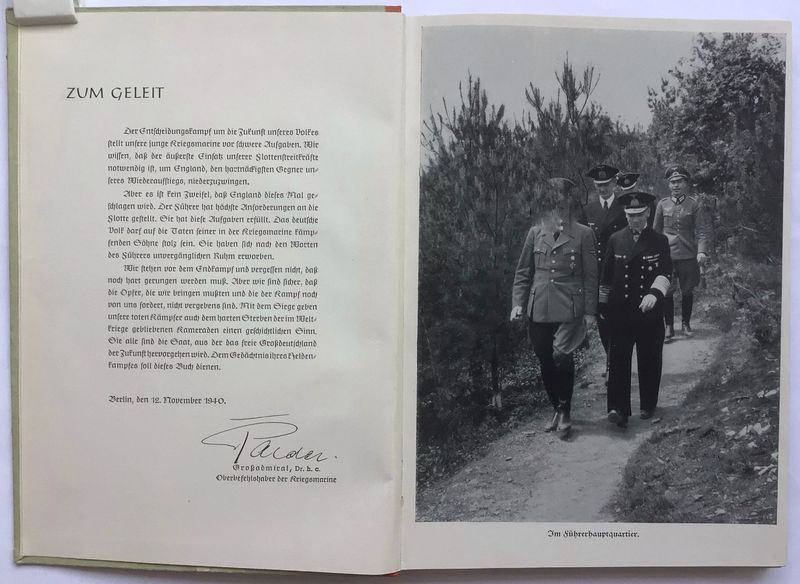 ZUM GELEIT
Der Entscheidungskampf um die Zukunft unseres Volkes
stellt unsere junge Kriegsmarine vor schwere Aufgaben. Wir
wissen, daß der äußerste Einsatz unserer Flottenstreitkräfte
notwendig ist, um England, den hartnäckigsten Gegner un-
seres Wiederaufstiegs, niederzuzwingen.
Aber es ist kein Zweifel, daß England dieses Mal ge-
schlagen wird. Der Führer hat höchste Anforderungen an die
Flotte gestellt. Sie hat diese Aufgaben erfüllt. Das deutsche
Volk darf auf die Taten seiner in der Kriegsmarine kämp-
fenden Söhne stolz sein. Sie haben sich nach den Worten
des Führers unvergänglichen Ruhm erworben.
Wir stehen vor dem Endkampf und vergessen nicht, daß
noch hart gerungen werden muß. Aber wir sind sicher, daß
die Opfer, die wir bringen mußten und die der Kampf noch
von uns fordert, nicht vergebens sind. Mit dem Siege geben
unsere toten Kämpfer auch dem harten Sterben der im Welt-
kriege gebliebenen Kameraden einen geschichtlichen Sinn.
Sie alle sind die Saat, aus der das freie Großdeutschland
der Zukunft hervorgehen wird. Dem Gedächtnis ihres Helden-
kampfes soll dieses Buch dienen.
Berlin, den 12. November 1940.
Raeder.
Großadmiral, Dr. h. c.
Oberbefehlshaber der Kriegsmarine
Im Führerhauptquartier.